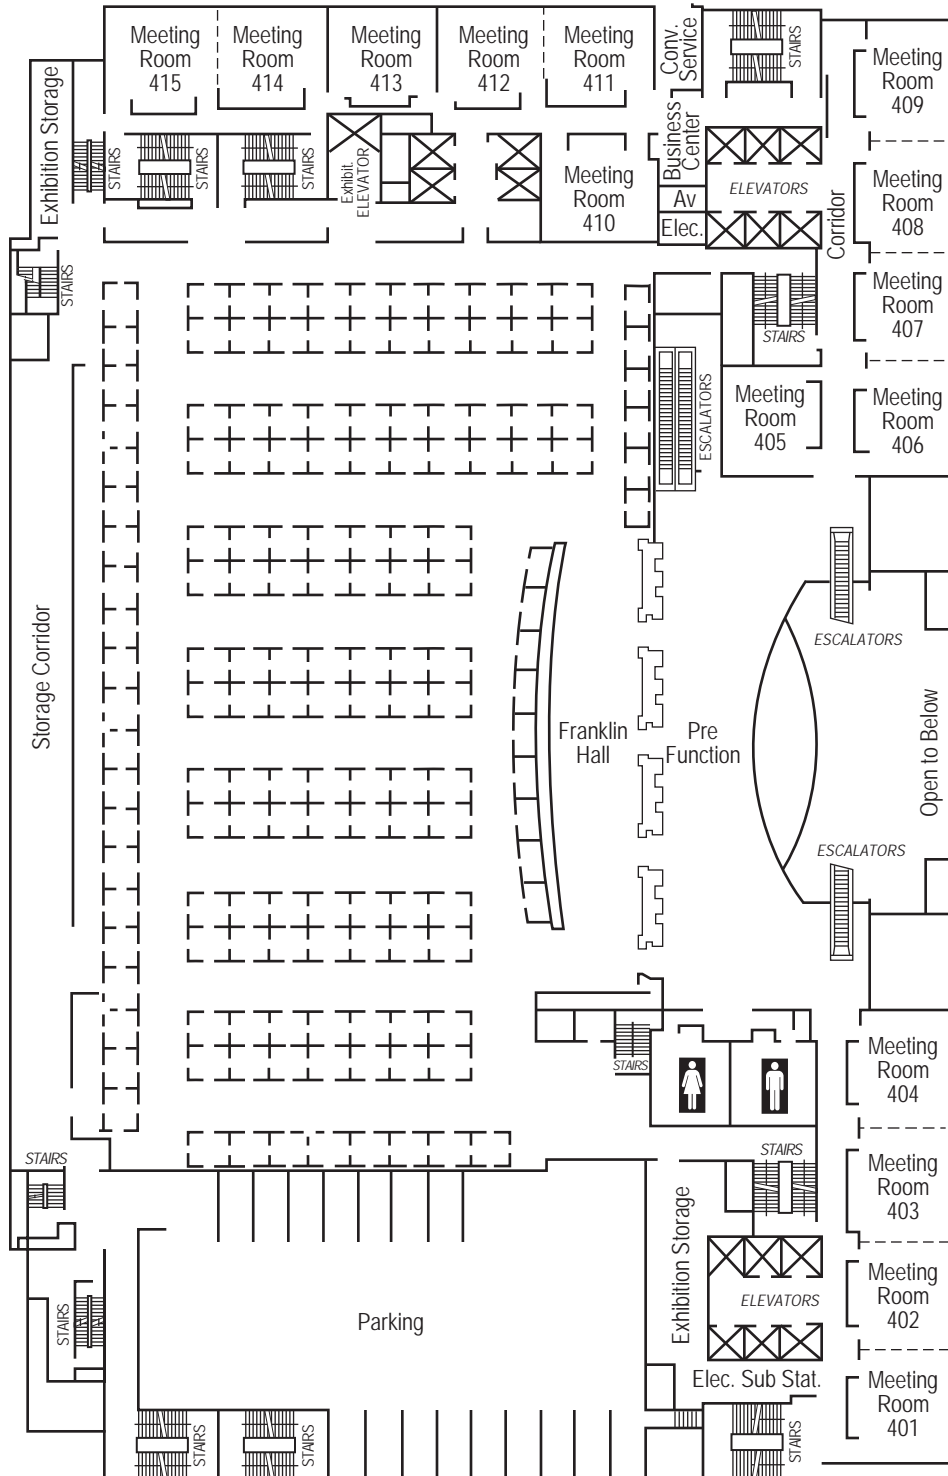 Meeting
Room
415
Meeting
Room
414
Meeting
Room
413
Meeting
Room
412
Meeting
Room
411
Conv.
Service
STAIRS
Meeting
Room
409
Exhibition Storage
STAIRS
STAIRS
STAIRS
Exhibit.
ELEVATOR
Business
Center
Meeting
Room
410
Av
Elec.
ELEVATORS
Corridor
Meeting
Room
408
STAIRS
STAIRS
Meeting
Room
407
ESCALATORS
Meeting
Room
405
Meeting
Room
406
ESCALATORS
Storage Corridor
Franklin
Hall
Pre
Function
Open to Below
ESCALATORS
STAIRS
Meeting
Room
404
STAIRS
STAIRS
Meeting
Room
403
Exhibition Storage
Meeting
Room
402
ELEVATORS
STAIRS
Parking
Elec. Sub Stat.
Meeting
Room
401
STAIRS
STAIRS
STAIRS